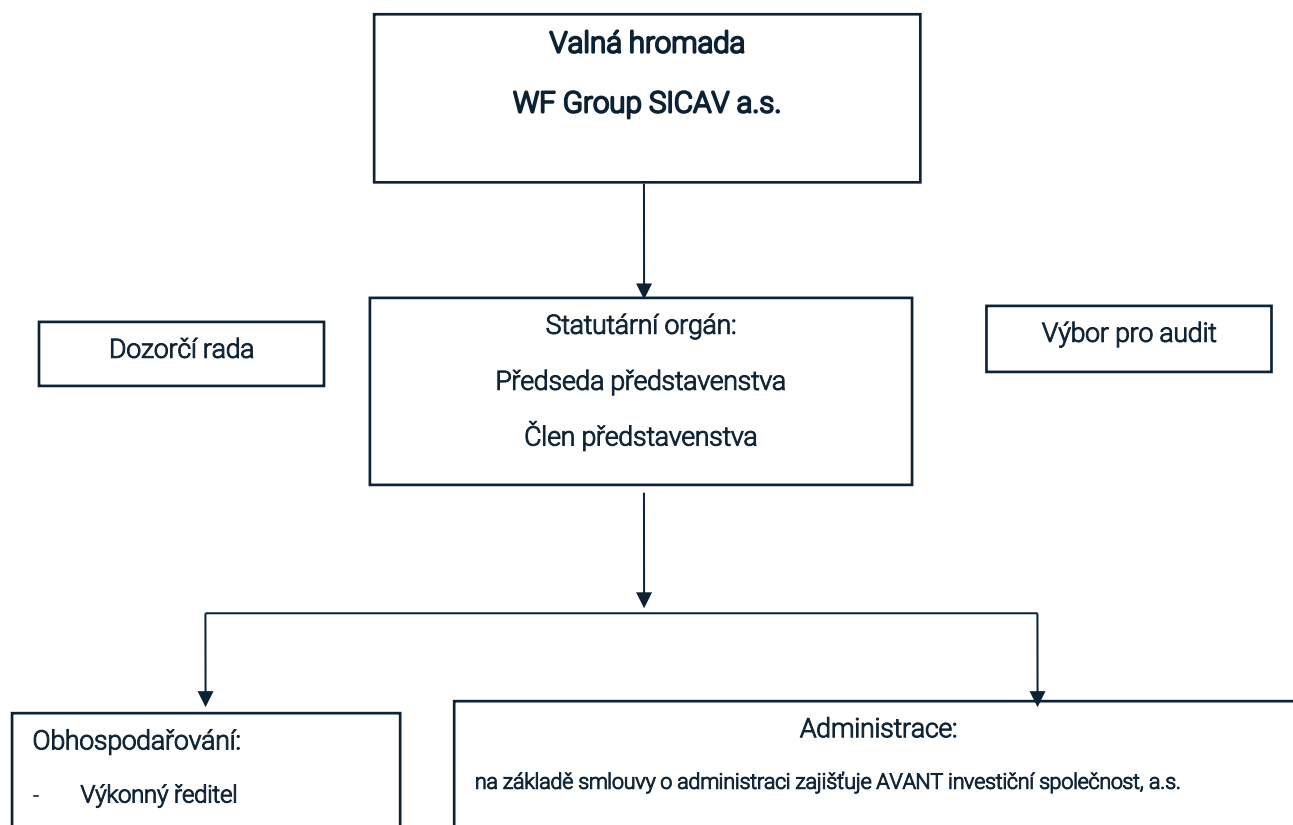 Valná hromada
WF Group SICAV a.s.
Dozorčí rada
Statutární orgán:
Předseda představenstva
Člen představenstva
Výbor pro audit
Obhospodařování:
- Výkonný ředitel
Administrace:
na základě smlouvy o administraci zajišťuje AVANT investiční společnost, a.s.